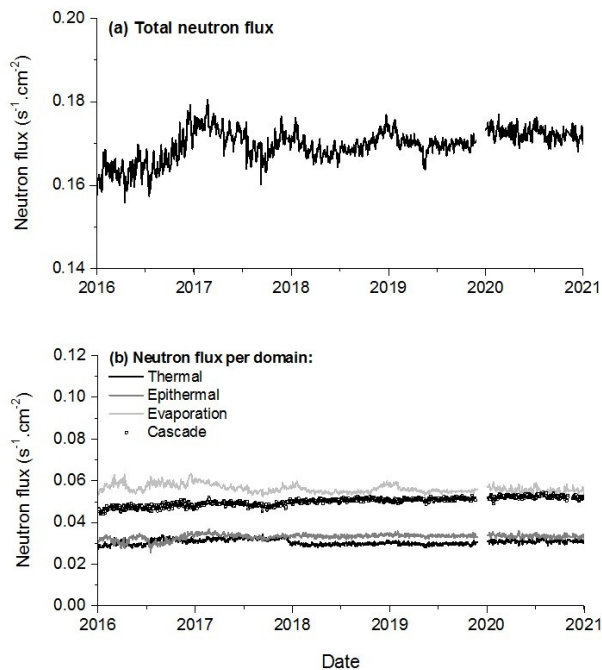 (a) Total neutron flux
Neutron flux (s⁻¹.cm⁻²)
0.20
0.18
0.16
0.14
2016 2017 2018 2019 2020 2021
(b) Neutron flux per domain:
Thermal
Epithermal
Evaporation
Cascade
Neutron flux (s⁻¹.cm⁻²)
0.12
0.10
0.08
0.06
0.04
0.02
0.00
2016 2017 2018 2019 2020 2021
Date